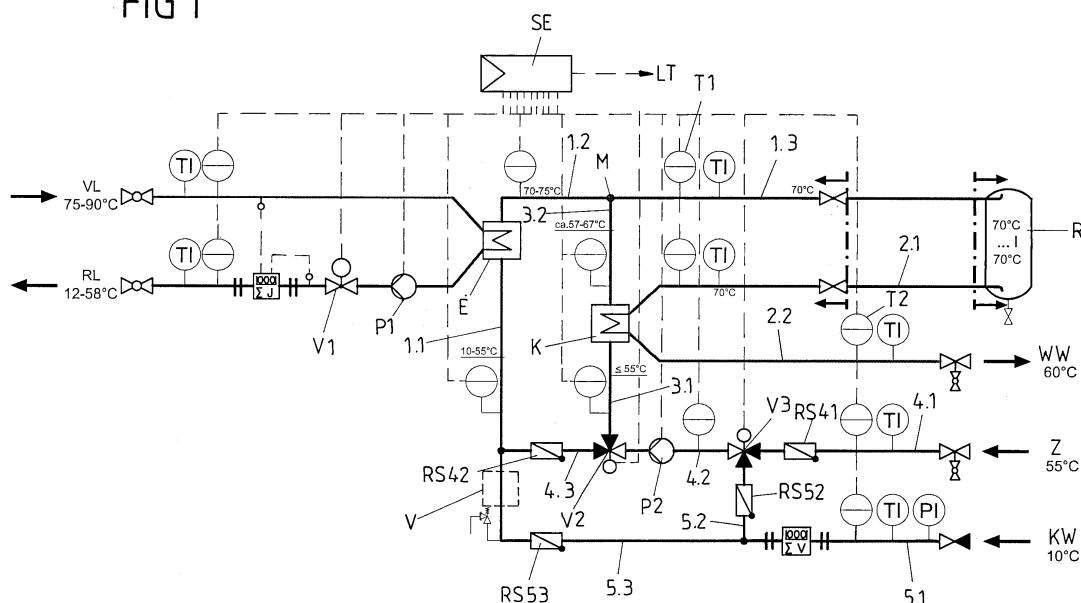 FIG 1
SE
LT
T1
1.2
M
1.3
TI
TI
VL
75-90°C
70-75°C
70°C
3.2
ca.57-67°C
70°C
... I
70°C
R
TI
TI
2.1
RL
12-58°C
ΣJ
E
70°C
T2
V1
P1
1.1
K
2.2
TI
WW
60°C
10-55°C
≤ 55°C
3.1
V3
RS41
TI
4.1
Z
55°C
RS42
4.3
P2
4.2
RS52
V
V2
5.2
TI
PI
ΣV
KW
10°C
RS53
5.3
5.1